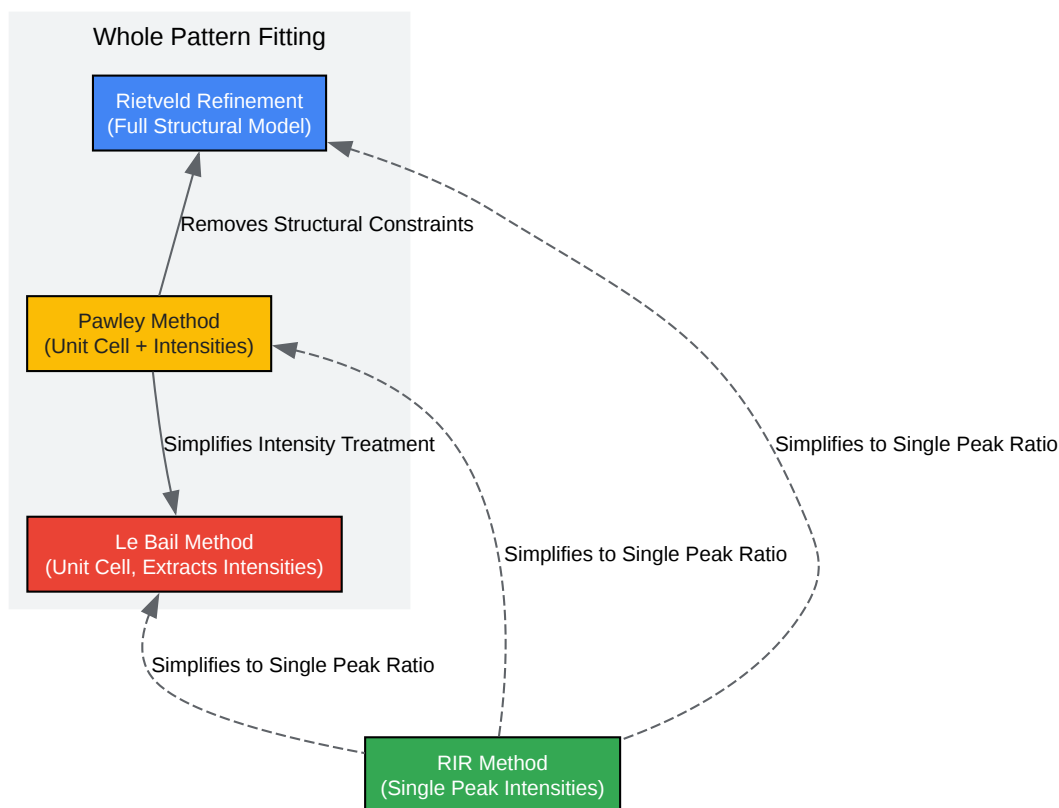 Whole Pattern Fitting
Rietveld Refinement
(Full Structural Model)
Removes Structural Constraints
Pawley Method
(Unit Cell + Intensities)
Simplifies Intensity Treatment
Simplifies to Single Peak Ratio
Le Bail Method
(Unit Cell, Extracts Intensities)
Simplifies to Single Peak Ratio
Simplifies to Single Peak Ratio
RIR Method
(Single Peak Intensities)